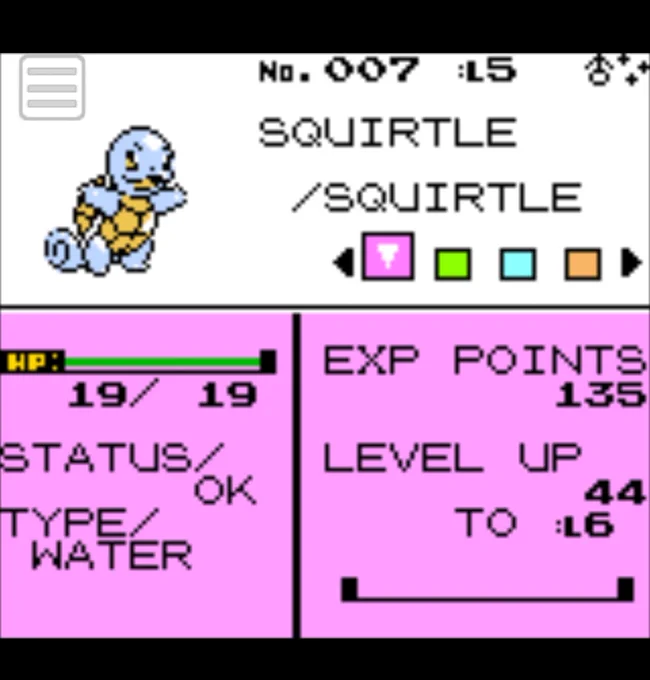 No. 007 :L5 ♂
SQUIRTLE
/SQUIRTLE
HP:
19/ 19
STATUS/
OK
TYPE/
WATER
EXP POINTS
135
LEVEL UP
44
TO :L6